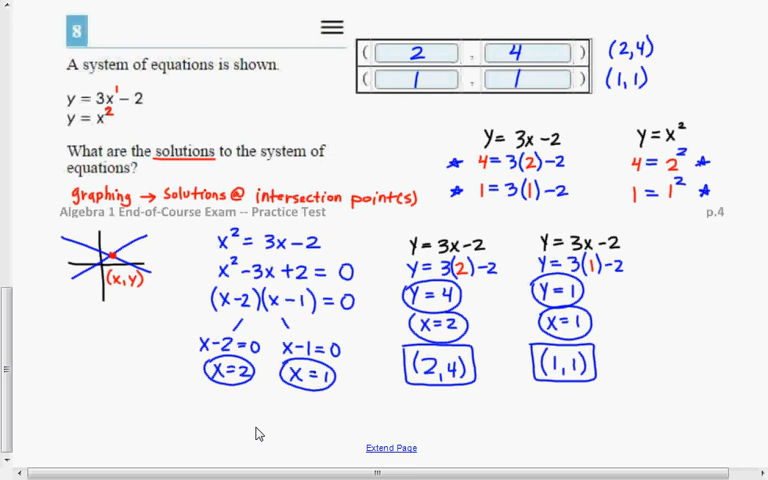 8
A system of equations is shown.
y = 3x¹ − 2
y = x²
What are the solutions to the system of
equations?
( 2 , 4 ) (2,4)
( 1 , 1 ) (1,1)
y = 3x − 2 y = x²
★ 4 = 3(2) − 2 4 = 2² ★
★ 1 = 3(1) − 2 1 = 1² ★
graphing → solutions @ intersection point(s)
Algebra 1 End-of-Course Exam -- Practice Test p.4
(x,y)
x² = 3x − 2
x² − 3x + 2 = 0
(x − 2)(x − 1) = 0
x − 2 = 0 x − 1 = 0
x = 2 x = 1
y = 3x − 2
y = 3(2) − 2
y = 4
x = 2
(2,4)
y = 3x − 2
y = 3(1) − 2
y = 1
x = 1
(1,1)
Extend Page